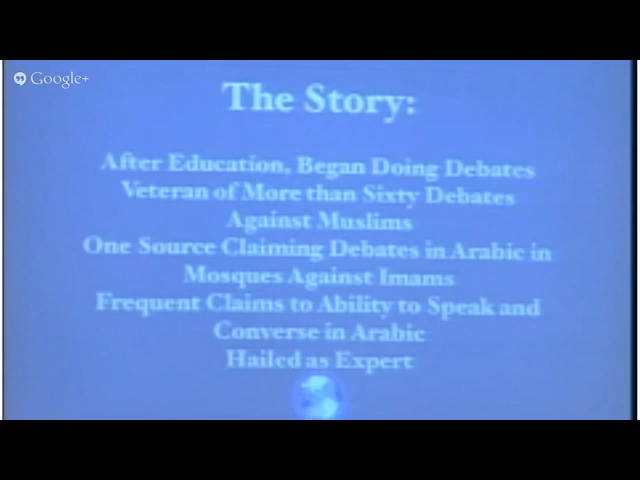 Google+
The Story:
After Education, Began Doing Debates
Veteran of More than Sixty Debates
Against Muslims
One Source Claiming Debates in Arabic in
Mosques Against Imams
Frequent Claims to Ability to Speak and
Converse in Arabic
Hailed as Expert